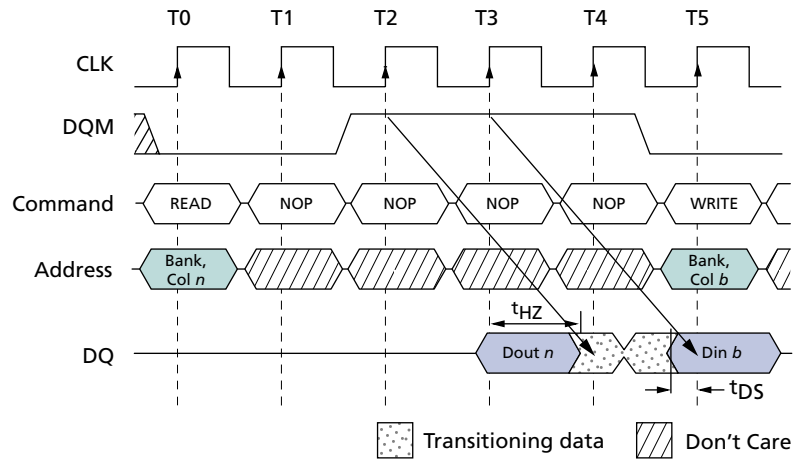 T0 T1 T2 T3 T4 T5
CLK
DQM
Command READ NOP NOP NOP NOP WRITE
Address Bank, Col n Bank, Col b
tHZ
DQ Dout n Din b
tDS
Transitioning data Don't Care